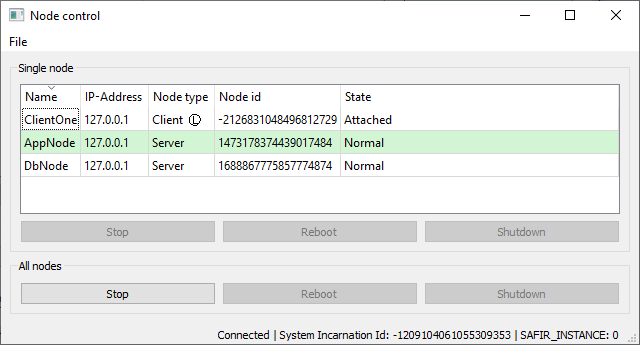 Node control
File
Single node
Name IP-Address Node type Node id State
ClientOne 127.0.0.1 Client Ⓛ -2126831048496812729 Attached
AppNode 127.0.0.1 Server 1473178374439017484 Normal
DbNode 127.0.0.1 Server 1688867775857774874 Normal
Stop Reboot Shutdown
All nodes
Stop Reboot Shutdown
Connected | System Incarnation Id: -1209104061055309353 | SAFIR_INSTANCE: 0